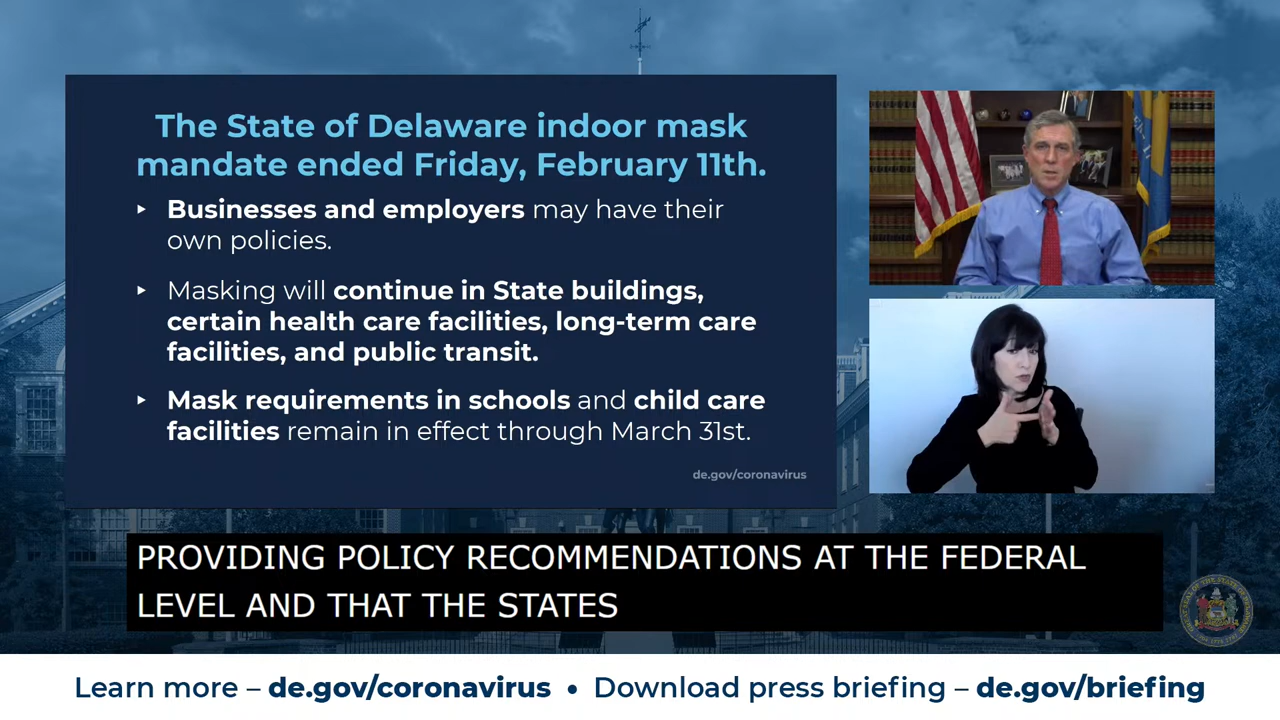 The State of Delaware indoor mask
mandate ended Friday, February 11th.
‣ Businesses and employers may have their
own policies.
‣ Masking will continue in State buildings,
certain health care facilities, long-term care
facilities, and public transit.
‣ Mask requirements in schools and child care
facilities remain in effect through March 31st.
de.gov/coronavirus
PROVIDING POLICY RECOMMENDATIONS AT THE FEDERAL
LEVEL AND THAT THE STATES
Learn more – de.gov/coronavirus • Download press briefing – de.gov/briefing